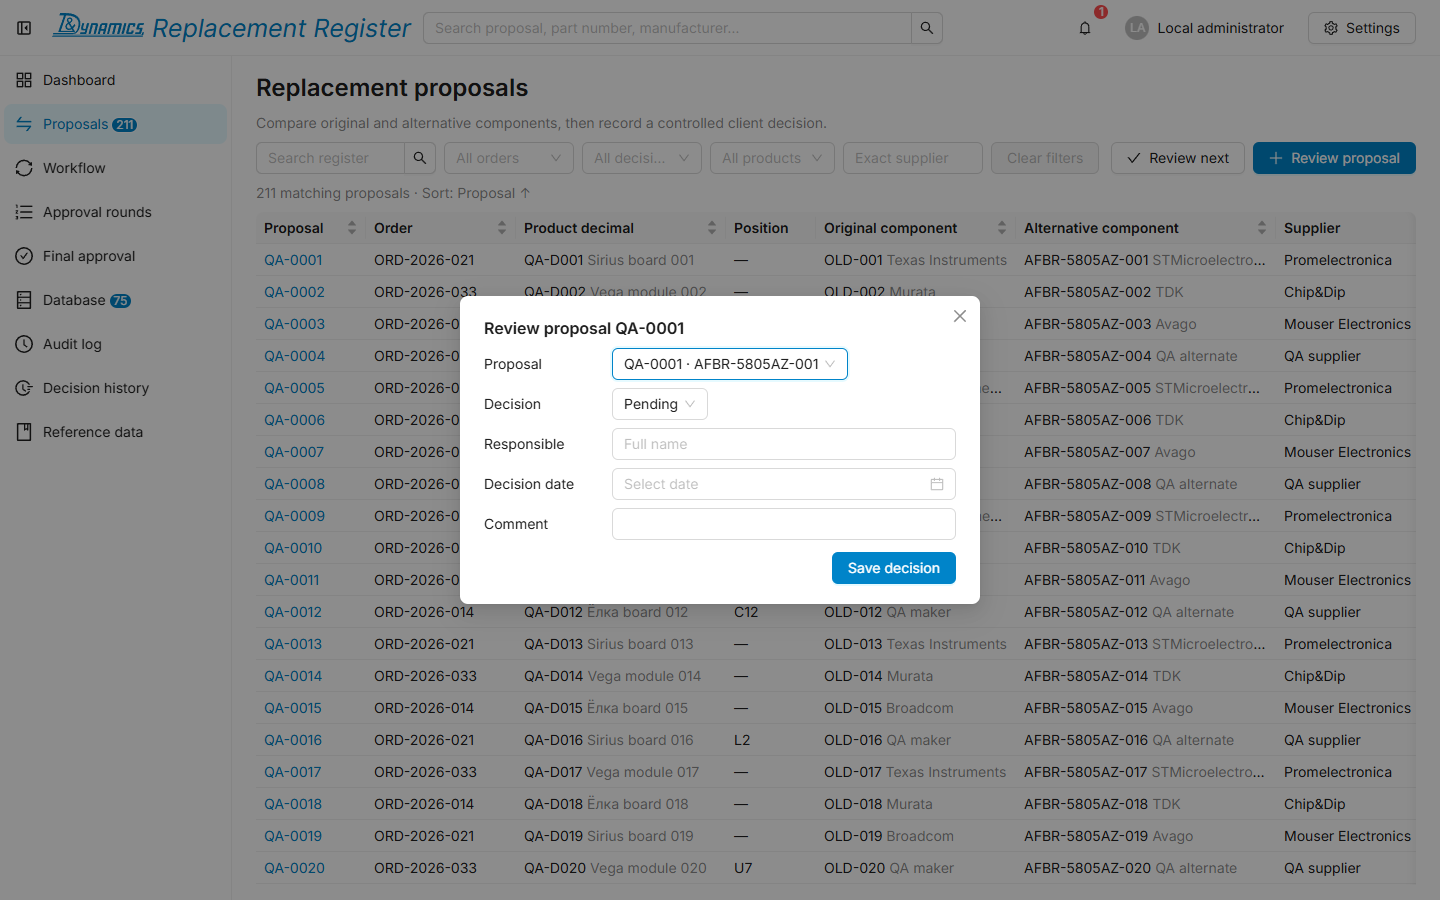 Dynamics Replacement Register
Search proposal, part number, manufacturer...
1
LA Local administrator
Settings
Dashboard
Proposals 211
Workflow
Approval rounds
Final approval
Database 75
Audit log
Decision history
Reference data
Replacement proposals
Compare original and alternative components, then record a controlled client decision.
Search register All orders All decisi... All products Exact supplier Clear filters Review next Review proposal
211 matching proposals · Sort: Proposal ↑
Proposal Order Product decimal Position Original component Alternative component Supplier
QA-0001 ORD-2026-021 QA-D001 Sirius board 001 — OLD-001 Texas Instruments AFBR-5805AZ-001 STMicroelectro... Promelectronica
QA-0002 ORD-2026-033 QA-D002 Vega module 002 — OLD-002 Murata AFBR-5805AZ-002 TDK Chip&Dip
QA-0003 ORD-2026-0 AFBR-5805AZ-003 Avago Mouser Electronics
QA-0004 ORD-2026-0 AFBR-5805AZ-004 QA alternate QA supplier
QA-0005 ORD-2026-0 e... AFBR-5805AZ-005 STMicroelectr... Promelectronica
QA-0006 ORD-2026-0 AFBR-5805AZ-006 TDK Chip&Dip
QA-0007 ORD-2026-0 AFBR-5805AZ-007 Avago Mouser Electronics
QA-0008 ORD-2026-0 AFBR-5805AZ-008 QA alternate QA supplier
QA-0009 ORD-2026-0 e... AFBR-5805AZ-009 STMicroelectr... Promelectronica
QA-0010 ORD-2026-0 AFBR-5805AZ-010 TDK Chip&Dip
QA-0011 ORD-2026-0 AFBR-5805AZ-011 Avago Mouser Electronics
QA-0012 ORD-2026-014 QA-D012 Ёлка board 012 C12 OLD-012 QA maker AFBR-5805AZ-012 QA alternate QA supplier
QA-0013 ORD-2026-021 QA-D013 Sirius board 013 — OLD-013 Texas Instruments AFBR-5805AZ-013 STMicroelectro... Promelectronica
QA-0014 ORD-2026-033 QA-D014 Vega module 014 — OLD-014 Murata AFBR-5805AZ-014 TDK Chip&Dip
QA-0015 ORD-2026-014 QA-D015 Ёлка board 015 — OLD-015 Broadcom AFBR-5805AZ-015 Avago Mouser Electronics
QA-0016 ORD-2026-021 QA-D016 Sirius board 016 L2 OLD-016 QA maker AFBR-5805AZ-016 QA alternate QA supplier
QA-0017 ORD-2026-033 QA-D017 Vega module 017 — OLD-017 Texas Instruments AFBR-5805AZ-017 STMicroelectro... Promelectronica
QA-0018 ORD-2026-014 QA-D018 Ёлка board 018 — OLD-018 Murata AFBR-5805AZ-018 TDK Chip&Dip
QA-0019 ORD-2026-021 QA-D019 Sirius board 019 — OLD-019 Broadcom AFBR-5805AZ-019 Avago Mouser Electronics
QA-0020 ORD-2026-033 QA-D020 Vega module 020 U7 OLD-020 QA maker AFBR-5805AZ-020 QA alternate QA supplier
Review proposal QA-0001
Proposal QA-0001 · AFBR-5805AZ-001
Decision Pending
Responsible Full name
Decision date Select date
Comment
Save decision